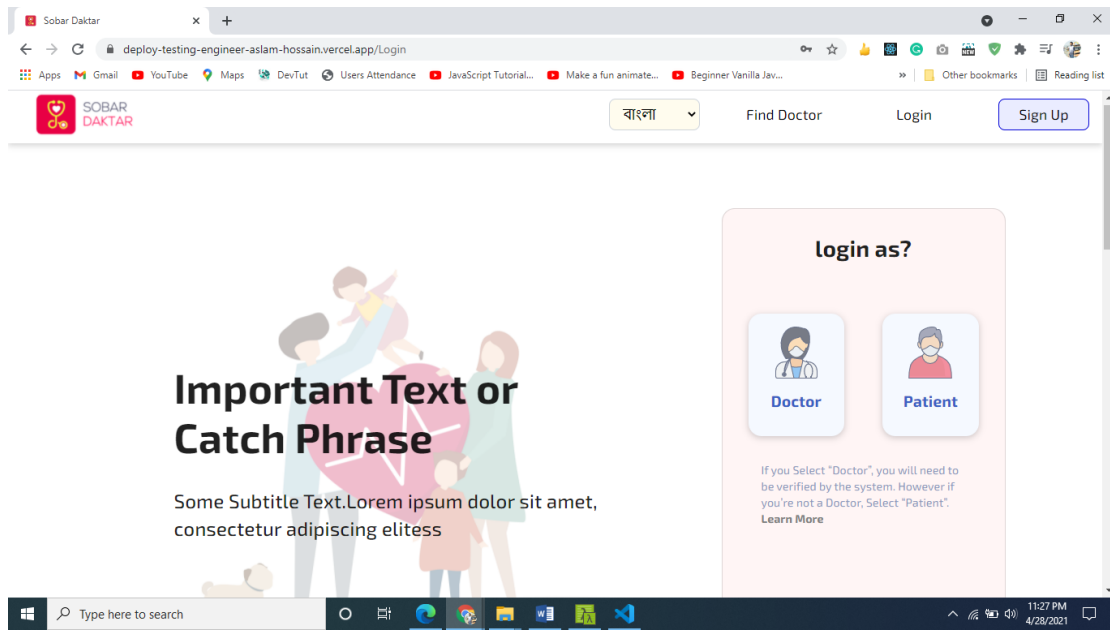 Sobar Daktar
deploy-testing-engineer-aslam-hossain.vercel.app/Login
NEW
Apps Gmail YouTube Maps DevTut Users Attendance JavaScript Tutorial... Make a fun animate... Beginner Vanilla Jav... » Other bookmarks Reading list
SOBAR
DAKTAR
বাংলা Find Doctor Login Sign Up
login as?
Doctor Patient
If you Select "Doctor", you will need to
be verified by the system. However if
you're not a Doctor, Select "Patient".
Learn More
Important Text or
Catch Phrase
Some Subtitle Text.Lorem ipsum dolor sit amet,
consectetur adipiscing elitess
Type here to search
11:27 PM
4/28/2021